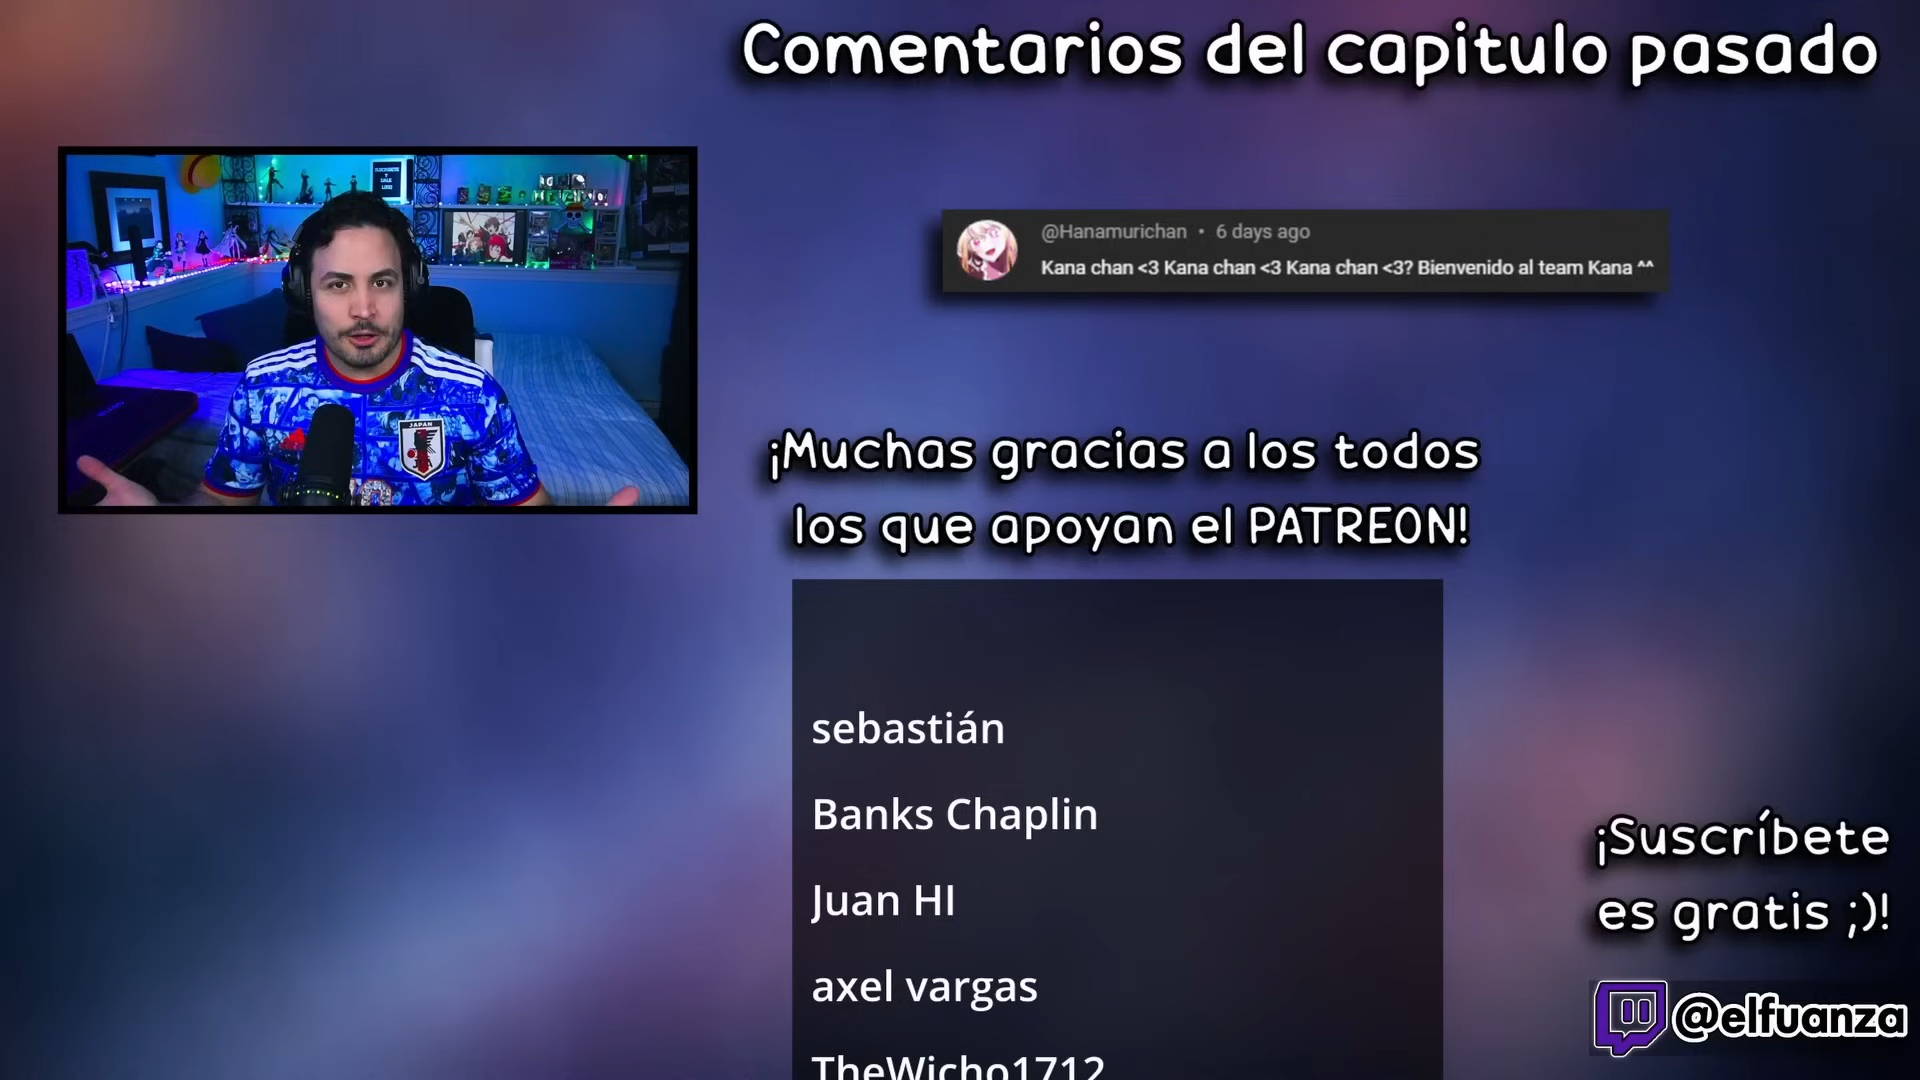 Comentarios del capitulo pasado
@Hanamurichan • 6 days ago
Kana chan <3 Kana chan <3 Kana chan <3? Bienvenido al team Kana ^^
JAPAN
¡Muchas gracias a los todos
los que apoyan el PATREON!
sebastián
Banks Chaplin
Juan HI
axel vargas
TheWicho1712
¡Suscríbete
es gratis ;)!
@elfuanza